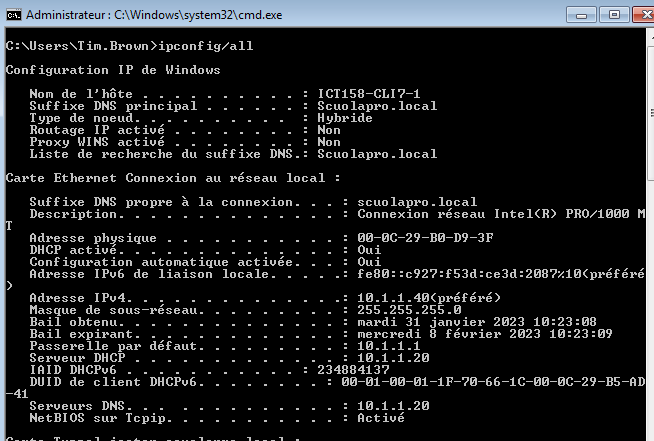 Administrateur : C:\Windows\system32\cmd.exe
C:\Users\Tim.Brown>ipconfig/all
Configuration IP de Windows
Nom de l'hôte . . . . . . . . . . : ICT158-CLI7-1
Suffixe DNS principal . . . . . . : Scuolapro.local
Type de noeud. . . . . . . . . . : Hybride
Routage IP activé . . . . . . . . : Non
Proxy WINS activé . . . . . . . . : Non
Liste de recherche du suffixe DNS.: Scuolapro.local
Carte Ethernet Connexion au réseau local :
Suffixe DNS propre à la connexion. . . : scuolapro.local
Description. . . . . . . . . . . . . . : Connexion réseau Intel(R) PRO/1000 M
T
Adresse physique . . . . . . . . . . . : 00-0C-29-B0-D9-3F
DHCP activé. . . . . . . . . . . . . . : Oui
Configuration automatique activée. . . : Oui
Adresse IPv6 de liaison locale. . . . .: fe80::c927:f53d:ce3d:2087%10(préféré
)
Adresse IPv4. . . . . . . . . . . . . .: 10.1.1.40(préféré)
Masque de sous-réseau. . . . . . . . . : 255.255.255.0
Bail obtenu. . . . . . . . . . . . . . : mardi 31 janvier 2023 10:23:08
Bail expirant. . . . . . . . . . . . . : mercredi 8 février 2023 10:23:09
Passerelle par défaut. . . . . . . . . : 10.1.1.1
Serveur DHCP . . . . . . . . . . . . . : 10.1.1.20
IAID DHCPv6 . . . . . . . . . . . : 234884137
DUID de client DHCPv6. . . . . . . . : 00-01-00-01-1F-70-66-1C-00-0C-29-B5-AD
-41
Serveurs DNS. . . . . . . . . . . . . : 10.1.1.20
NetBIOS sur Tcpip. . . . . . . . . . . : Activé
Carte Tunnel isatap.scuolapro.local :